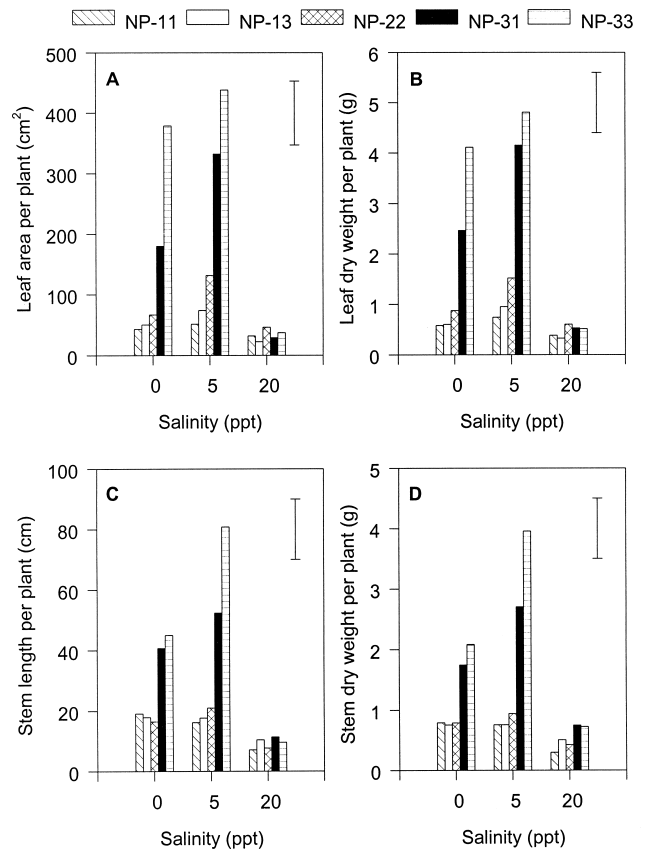 NP-11 NP-13 NP-22 NP-31 NP-33
A
Leaf area per plant (cm2)
500
400
300
200
100
0
0 5 20
Salinity (ppt)
B
Leaf dry weight per plant (g)
6
5
4
3
2
1
0
0 5 20
Salinity (ppt)
C
Stem length per plant (cm)
100
80
60
40
20
0
0 5 20
Salinity (ppt)
D
Stem dry weight per plant (g)
5
4
3
2
1
0
0 5 20
Salinity (ppt)